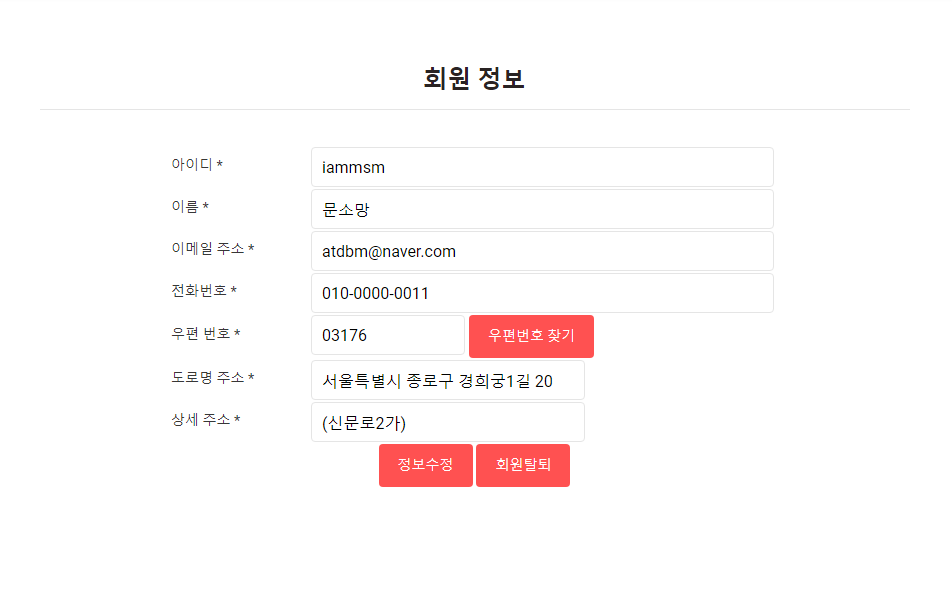 회원 정보
아이디 * iammsm
이름 * 문소망
이메일 주소 * atdbm@naver.com
전화번호 * 010-0000-0011
우편 번호 * 03176 우편번호 찾기
도로명 주소 * 서울특별시 종로구 경희궁1길 20
상세 주소 * (신문로2가)
정보수정 회원탈퇴